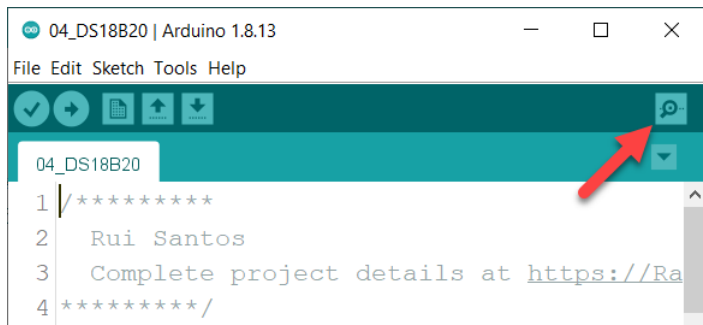 04_DS18B20 | Arduino 1.8.13
File Edit Sketch Tools Help
04_DS18B20
1 /*********
2 Rui Santos
3 Complete project details at https://Ra
4 *********/